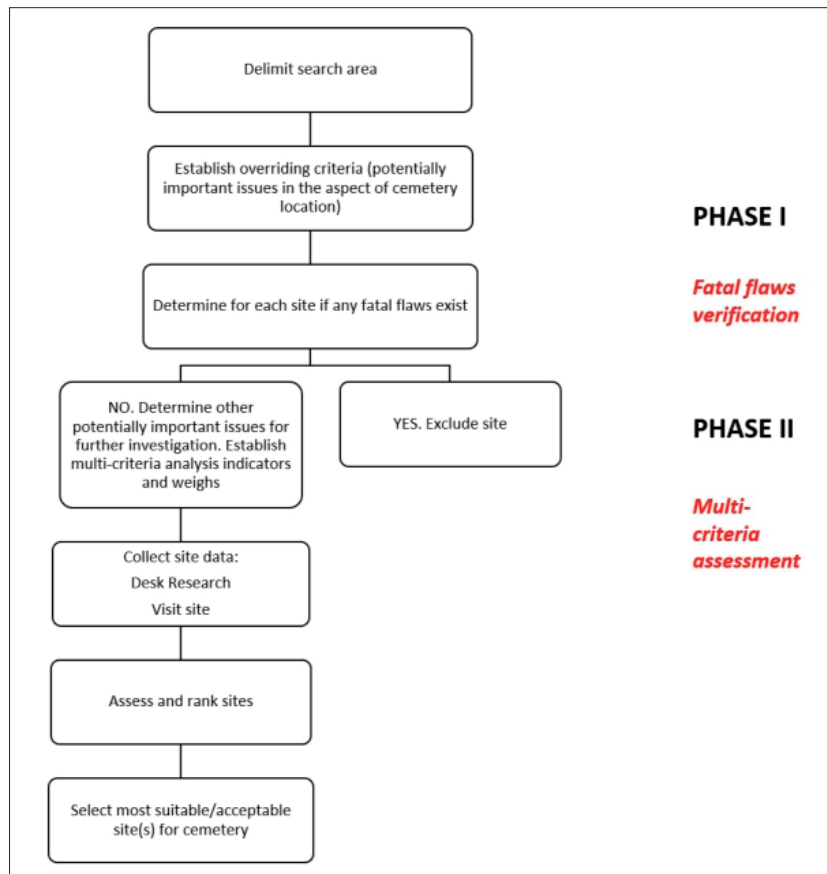 Delimit search area
Establish overriding criteria (potentially
important issues in the aspect of cemetery
location)
PHASE I
Determine for each site if any fatal flaws exist
Fatal flaws
verification
NO. Determine other
potentially important issues for
further investigation. Establish
multi-criteria analysis indicators
and weighs
YES. Exclude site
PHASE II
Multi-
criteria
assessment
Collect site data:
Desk Research
Visit site
Assess and rank sites
Select most suitable/acceptable
site(s) for cemetery